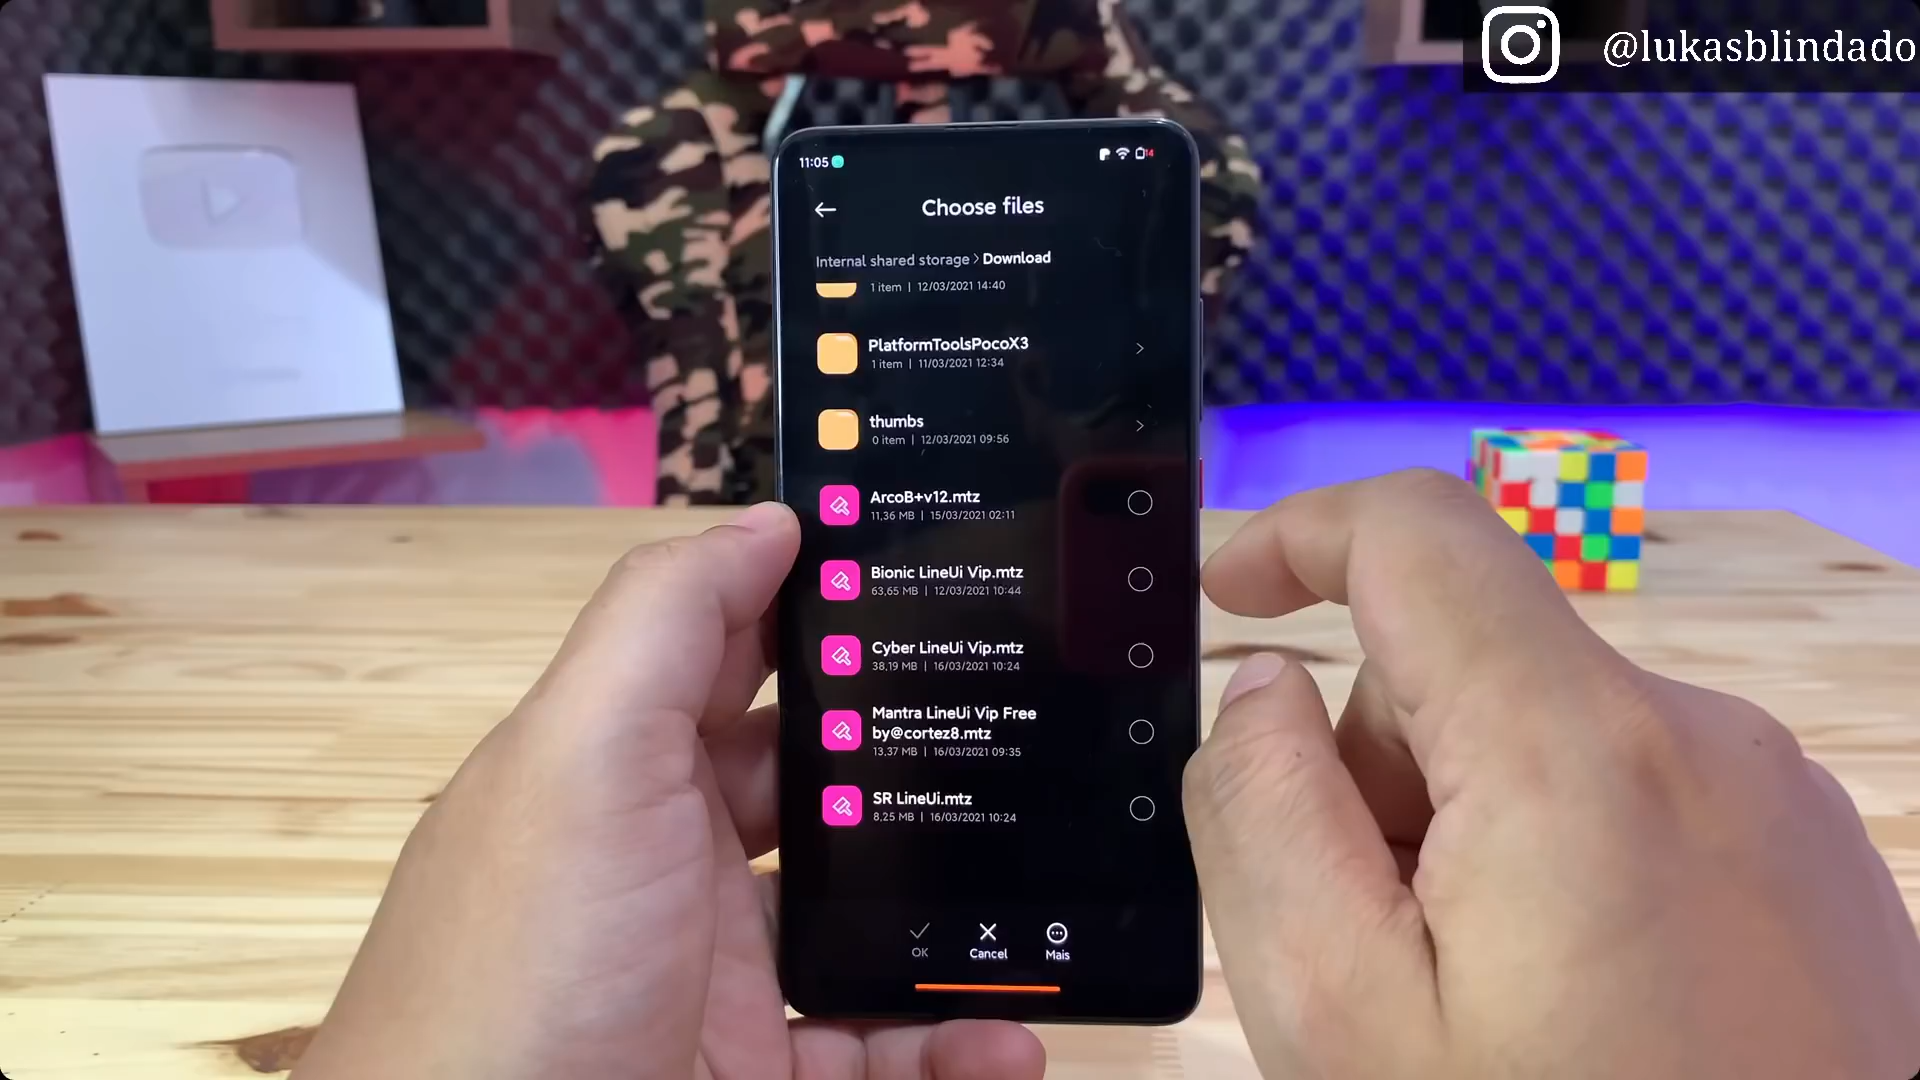 @lukasblindado
11:05
14
Choose files
Internal shared storage > Download
1 item | 12/03/2021 14:40
PlatformToolsPocoX3
1 item | 11/03/2021 12:34
thumbs
0 item | 12/03/2021 09:56
ArcoB+v12.mtz
11,36 MB | 15/03/2021 02:11
Bionic LineUi Vip.mtz
63,65 MB | 12/03/2021 10:44
Cyber LineUi Vip.mtz
38,19 MB | 16/03/2021 10:24
Mantra LineUi Vip Free
by@cortez8.mtz
13,37 MB | 16/03/2021 09:35
SR LineUi.mtz
8,25 MB | 16/03/2021 10:24
OK
Cancel
Mais